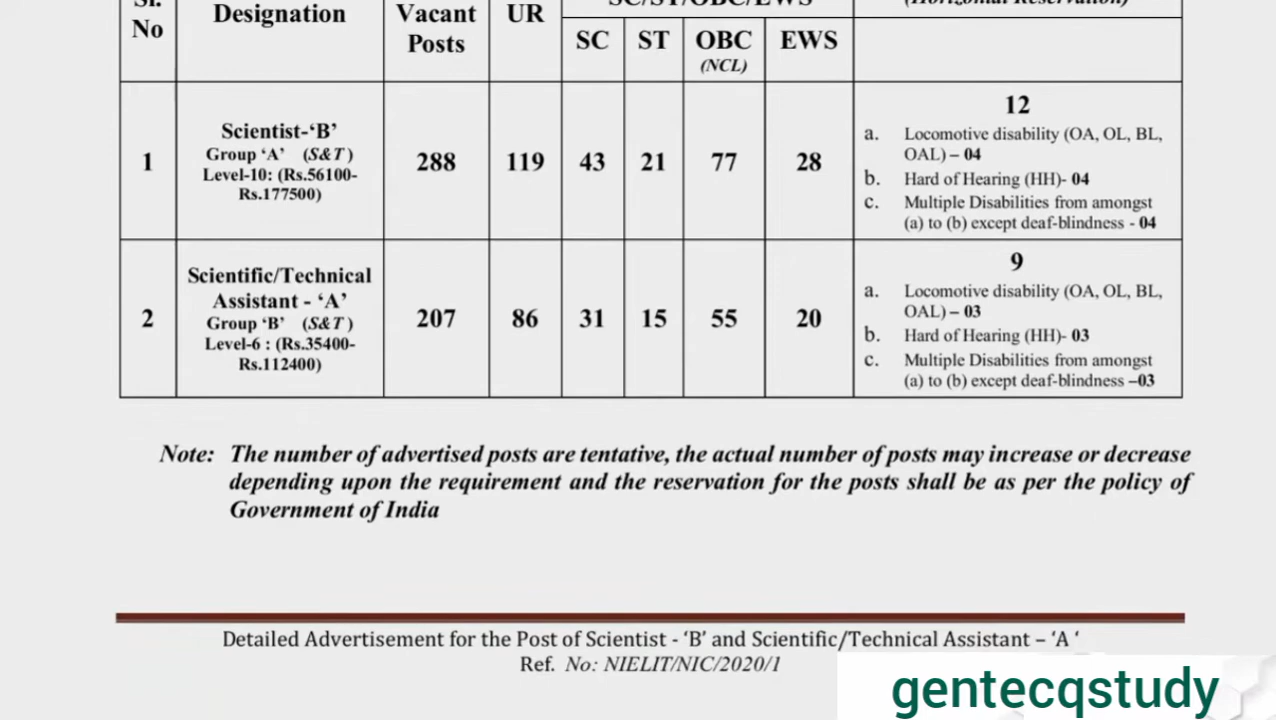 Sl.
No
Designation
Vacant
Posts
UR
SC/ST/OBC/EWS
(Horizontal Reservation)
SC
ST
OBC
(NCL)
EWS
1
Scientist-‘B’
Group ‘A’ (S&T)
Level-10: (Rs.56100-
Rs.177500)
288
119
43
21
77
28
12
a. Locomotive disability (OA, OL, BL,
OAL) – 04
b. Hard of Hearing (HH)- 04
c. Multiple Disabilities from amongst
(a) to (b) except deaf-blindness - 04
2
Scientific/Technical
Assistant - ‘A’
Group ‘B’ (S&T)
Level-6 : (Rs.35400-
Rs.112400)
207
86
31
15
55
20
9
a. Locomotive disability (OA, OL, BL,
OAL) – 03
b. Hard of Hearing (HH)- 03
c. Multiple Disabilities from amongst
(a) to (b) except deaf-blindness –03
Note: The number of advertised posts are tentative, the actual number of posts may increase or decrease
depending upon the requirement and the reservation for the posts shall be as per the policy of
Government of India
Detailed Advertisement for the Post of Scientist - ‘B’ and Scientific/Technical Assistant – ‘A ‘
Ref. No: NIELIT/NIC/2020/1
gentecqstudy